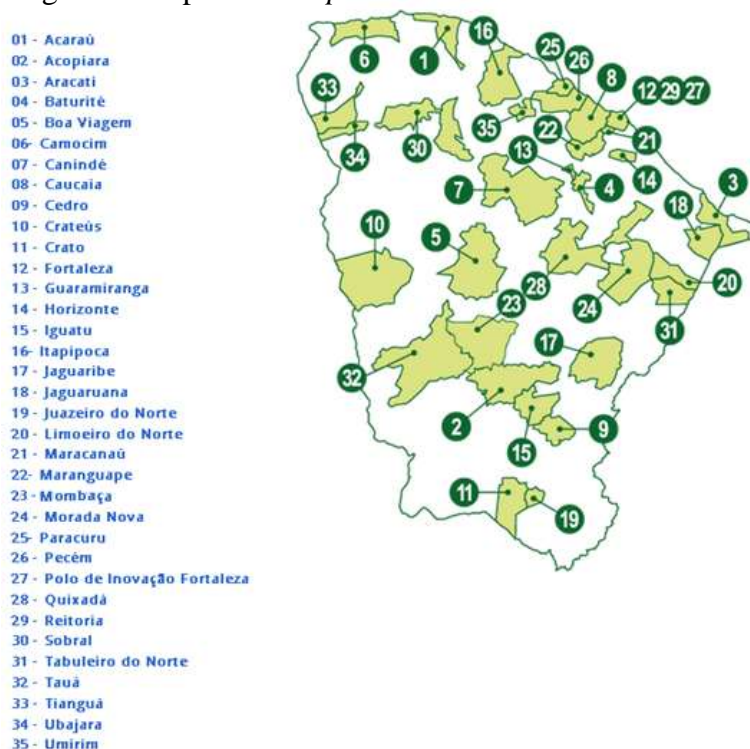 01 - Acaraú
02 - Acopiara
03 - Aracati
04 - Baturité
05 - Boa Viagem
06- Camocim
07 - Canindé
08 - Caucaia
09 - Cedro
10 - Crateús
11 - Crato
12 - Fortaleza
13 - Guaramiranga
14 - Horizonte
15 - Iguatu
16- Itapipoca
17 - Jaguaribe
18 - Jaguaruana
19 - Juazeiro do Norte
20 - Limoeiro do Norte
21 - Maracanaú
22- Maranguape
23 - Mombaça
24 - Morada Nova
25- Paracuru
26 - Pecém
27 - Polo de Inovação Fortaleza
28 - Quixadá
29 - Reitoria
30 - Sobral
31 - Tabuleiro do Norte
32 - Tauá
33 - Tianguá
34 - Ubajara
35 - Umirim
6
1
16
25
26
8
12 29 27
33
34
30
35
22
21
13
14
7
4
3
18
10
5
28
20
24
31
23
17
32
2
15
9
11
19